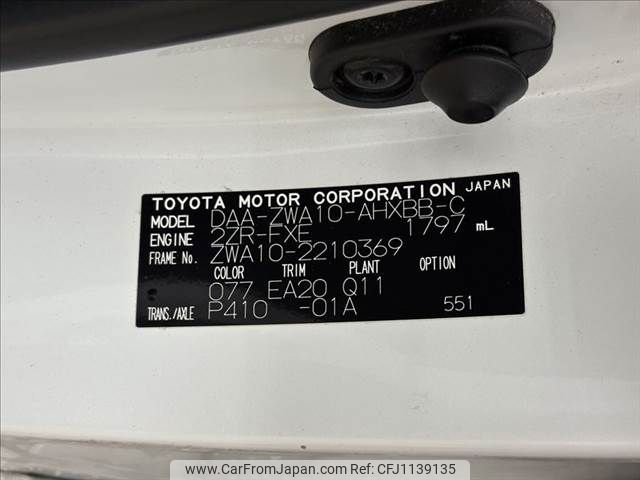 TOYOTA MOTOR CORPORATION JAPAN
MODEL DAA-ZWA10-AHXBB-C
ENGINE 2ZR-FXE 1797 mL
FRAME No. ZWA10-2210369
COLOR TRIM PLANT OPTION
077 EA20 Q11
TRANS./AXLE P410 -01A 551
www.CarFromJapan.com - CFJ1139135